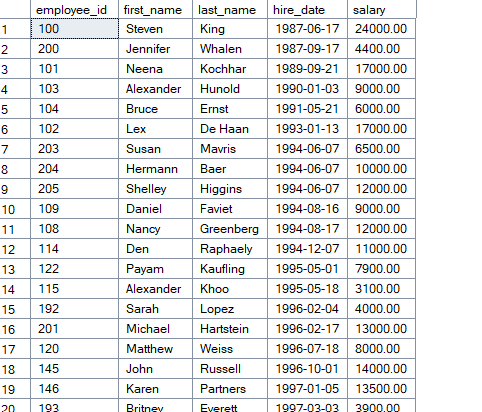 employee_id first_name last_name hire_date salary
1 100 Steven King 1987-06-17 24000.00
2 200 Jennifer Whalen 1987-09-17 4400.00
3 101 Neena Kochhar 1989-09-21 17000.00
4 103 Alexander Hunold 1990-01-03 9000.00
5 104 Bruce Ernst 1991-05-21 6000.00
6 102 Lex De Haan 1993-01-13 17000.00
7 203 Susan Mavris 1994-06-07 6500.00
8 204 Hermann Baer 1994-06-07 10000.00
9 205 Shelley Higgins 1994-06-07 12000.00
10 109 Daniel Faviet 1994-08-16 9000.00
11 108 Nancy Greenberg 1994-08-17 12000.00
12 114 Den Raphaely 1994-12-07 11000.00
13 122 Payam Kaufling 1995-05-01 7900.00
14 115 Alexander Khoo 1995-05-18 3100.00
15 192 Sarah Lopez 1996-02-04 4000.00
16 201 Michael Hartstein 1996-02-17 13000.00
17 120 Matthew Weiss 1996-07-18 8000.00
18 145 John Russell 1996-10-01 14000.00
19 146 Karen Partners 1997-01-05 13500.00
20 193 Britney Everett 1997-03-03 3900.00